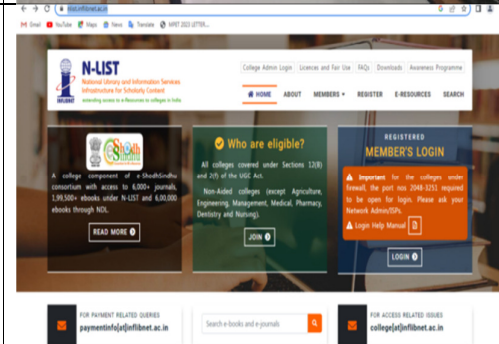 nlist.inflibnet.ac.in
Gmail YouTube Maps News Translate MPET 2023 LETTER...
N-LIST
National Library and Information Services
Infrastructure for Scholarly Content
extending access to e-Resources to colleges in India
INFLIBNET
College Admin Login Licences and Fair Use FAQs Downloads Awareness Programme
HOME ABOUT MEMBERS REGISTER E-RESOURCES SEARCH
A college component of e-ShodhSindhu
consortium with access to 6,000+ journals,
1,99,500+ ebooks under N-LIST and 6,00,000
ebooks through NDL.
READ MORE
Who are eligible?
All colleges covered under Sections 12(B)
and 2(f) of the UGC Act.
Non-Aided colleges (except Agriculture,
Engineering, Management, Medical, Pharmacy,
Dentistry and Nursing).
JOIN
REGISTERED
MEMBER'S LOGIN
Important for the colleges under
firewall, the port nos 2048-3251 required
to be open for login. Please ask your
Network Admin/ISPs.
Login Help Manual
LOGIN
FOR PAYMENT RELATED QUERIES
paymentinfo[at]inflibnet.ac.in
Search e-books and e-journals
FOR ACCESS RELATED ISSUES
college[at]inflibnet.ac.in